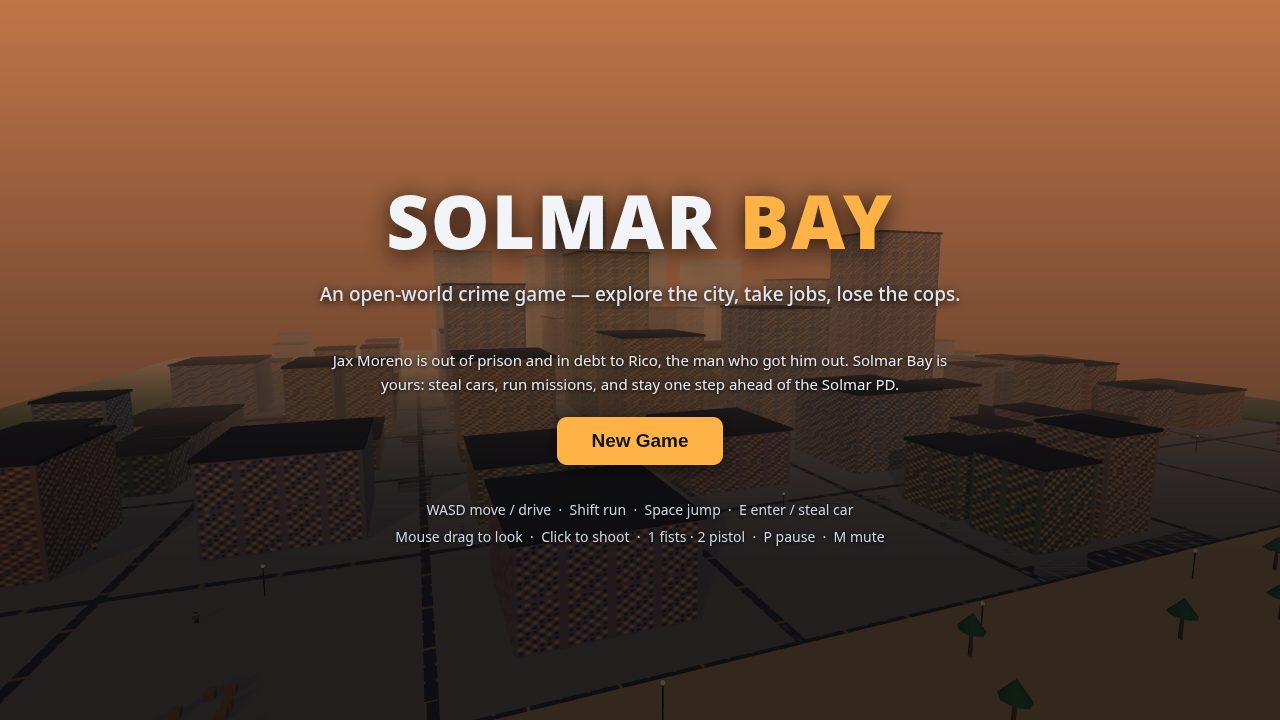 SOLMAR BAY
An open-world crime game — explore the city, take jobs, lose the cops.
Jax Moreno is out of prison and in debt to Rico, the man who got him out. Solmar Bay is
yours: steal cars, run missions, and stay one step ahead of the Solmar PD.
New Game
WASD move / drive · Shift run · Space jump · E enter / steal car
Mouse drag to look · Click to shoot · 1 fists · 2 pistol · P pause · M mute